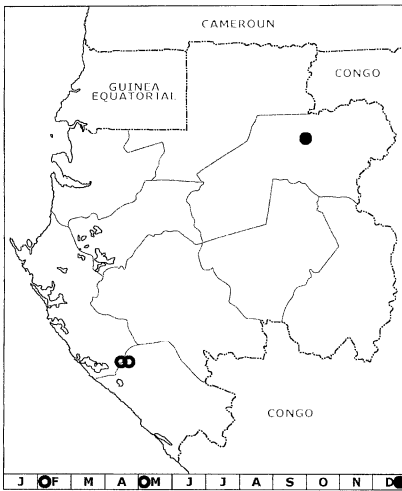 CAMEROUN
CONGO
GUINEA
EQUATORIAL
CONGO
J F M A M J J A S O N D